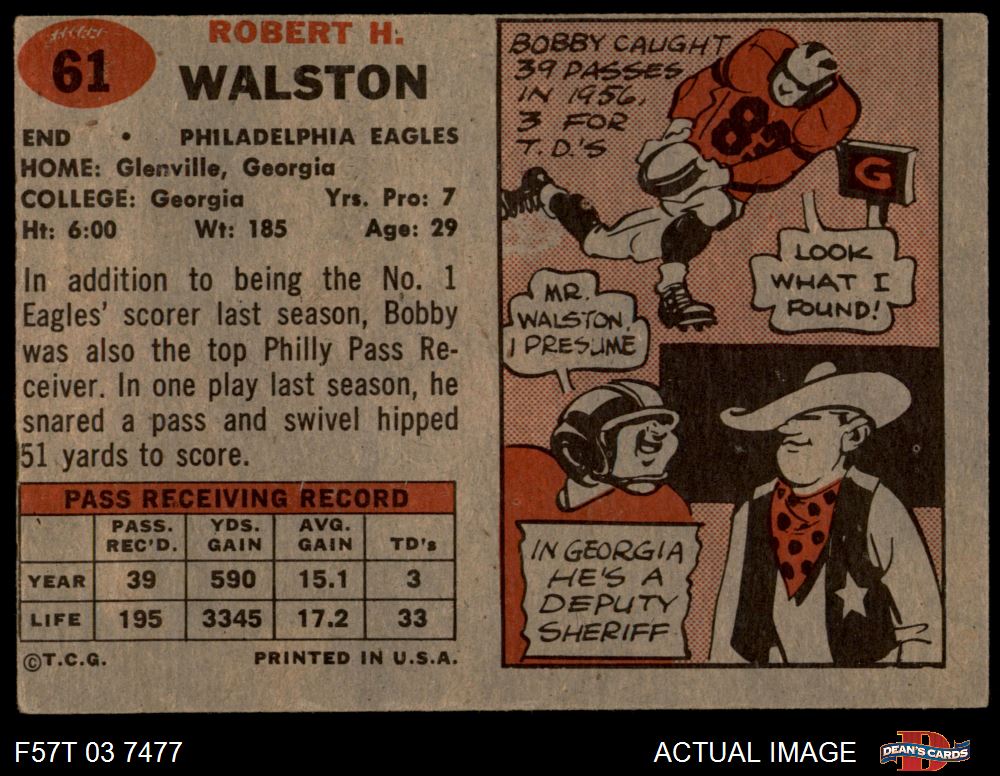 61
ROBERT H.
WALSTON
END • PHILADELPHIA EAGLES
HOME: Glenville, Georgia
COLLEGE: Georgia Yrs. Pro: 7
Ht: 6:00 Wt: 185 Age: 29
In addition to being the No. 1
Eagles' scorer last season, Bobby
was also the top Philly Pass Re-
ceiver. In one play last season, he
snared a pass and swivel hipped
51 yards to score.
PASS RECEIVING RECORD
PASS. REC'D. YDS. GAIN AVG. GAIN TD's
YEAR 39 590 15.1 3
LIFE 195 3345 17.2 33
©T.C.G. PRINTED IN U.S.A.
BOBBY CAUGHT
39 PASSES
IN 1956,
3 FOR
T.D.'S
G
LOOK
WHAT I
FOUND!
MR.
WALSTON,
I PRESUME
IN GEORGIA
HE'S A
DEPUTY
SHERIFF
F57T 03 7477
ACTUAL IMAGE
DEAN'S CARDS